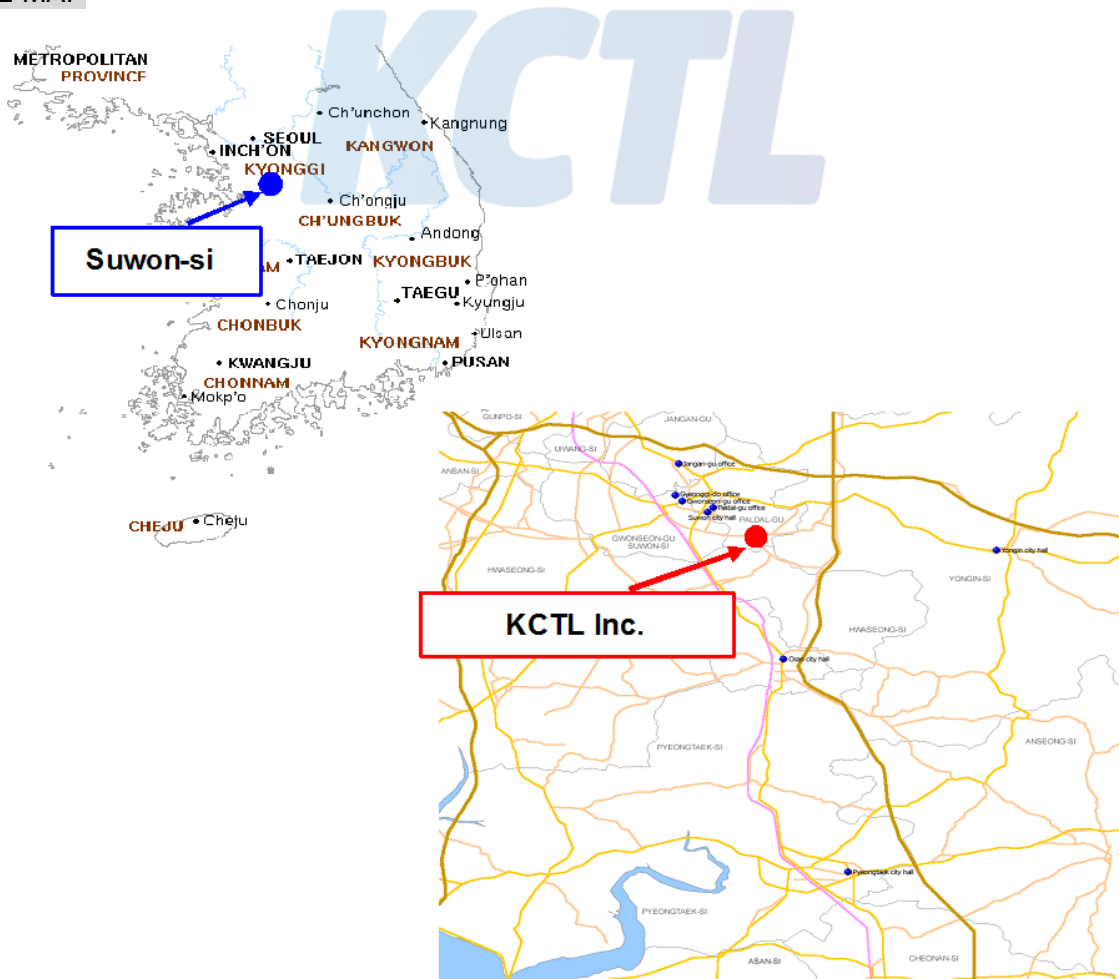 KCTL
METROPOLITAN
PROVINCE
Ch'unchon
Kangnung
SEOUL
INCH'ON
KANGWON
KYONGGI
Ch'ongju
CH'UNGBUK
Andong
Suwon-si
TAEJON
KYONGBUK
P'ohan
TAEGU
Kyungju
Chonju
CHONBUK
Ulsan
KYONGNAM
KWANGJU
PUSAN
CHONNAM
Mokp'o
CHEJU
Cheju
GUNPO-SI
JANGAN-GU
UIWANG-SI
Jangan-gu office
ANSAN-SI
Gyeonggi-do office
Gwonseon-gu office
Paldal-gu office
Suwon city hall
PALDAL-GU
GWONSEON-GU
SUWON-SI
Yongin city hall
HWASEONG-SI
YONGIN-SI
KCTL Inc.
HWASEONG-SI
Osan city hall
PYEONGTAEK-SI
ANSEONG-SI
Pyeongtaek city hall
PYEONGTAEK-SI
ASAN-SI
CHEONAN-SI